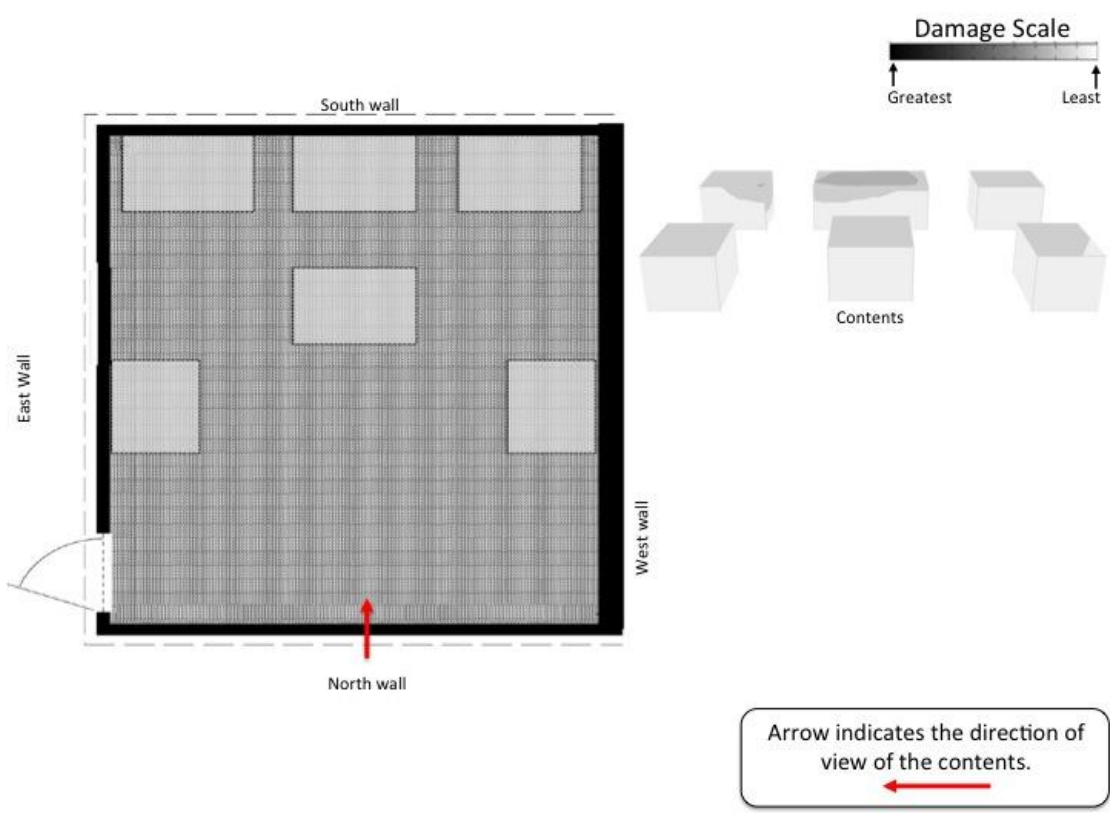 Damage Scale
Greatest
Least
South wall
Contents
East Wall
West wall
North wall
Arrow indicates the direction of
view of the contents.